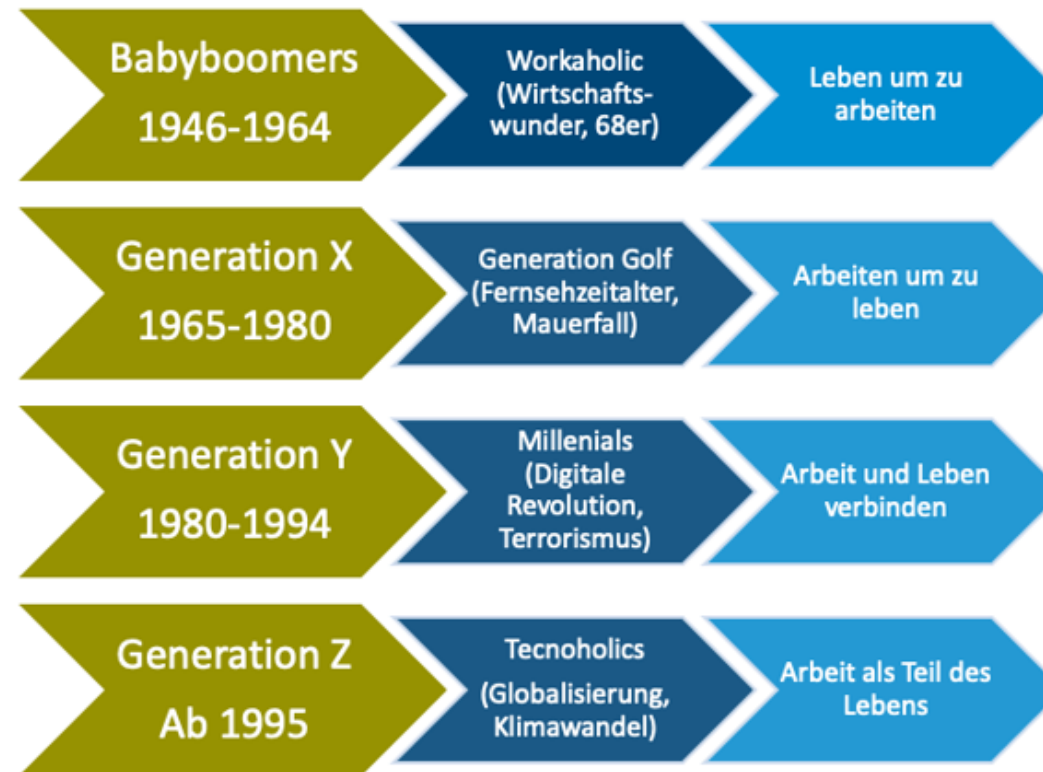 Babyboomers
1946-1964
Workaholic
(Wirtschafts-
wunder, 68er)
Leben um zu
arbeiten
Generation X
1965-1980
Generation Golf
(Fernsehzeitalter,
Mauerfall)
Arbeiten um zu
leben
Generation Y
1980-1994
Millenials
(Digitale
Revolution,
Terrorismus)
Arbeit und Leben
verbinden
Generation Z
Ab 1995
Tecnoholics
(Globalisierung,
Klimawandel)
Arbeit als Teil des
Lebens